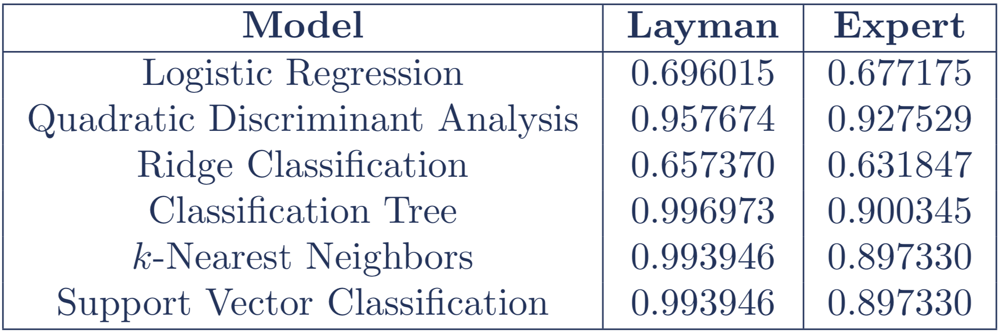 Model Layman Expert
Logistic Regression 0.696015 0.677175
Quadratic Discriminant Analysis 0.957674 0.927529
Ridge Classification 0.657370 0.631847
Classification Tree 0.996973 0.900345
k-Nearest Neighbors 0.993946 0.897330
Support Vector Classification 0.993946 0.897330